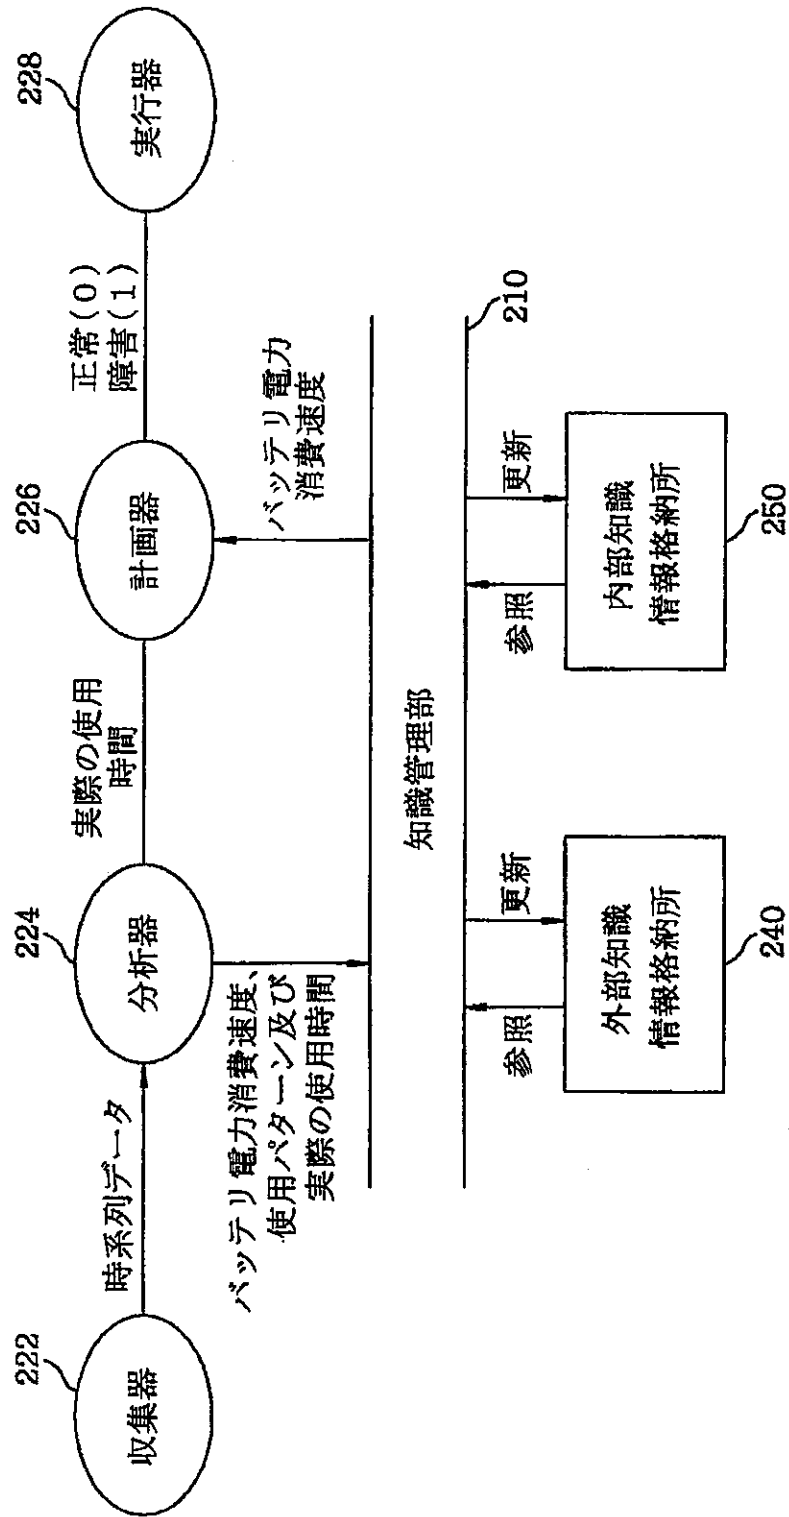 222
収集器
時系列データ
224
分析器
実際の使用
時間
226
計画器
正常(0)
障害(1)
228
実行器
バッテリ電力消費速度、
使用パターン及び
実際の使用時間
バッテリ電力
消費速度
知識管理部
210
参照
更新
参照
更新
外部知識
情報格納所
240
内部知識
情報格納所
250